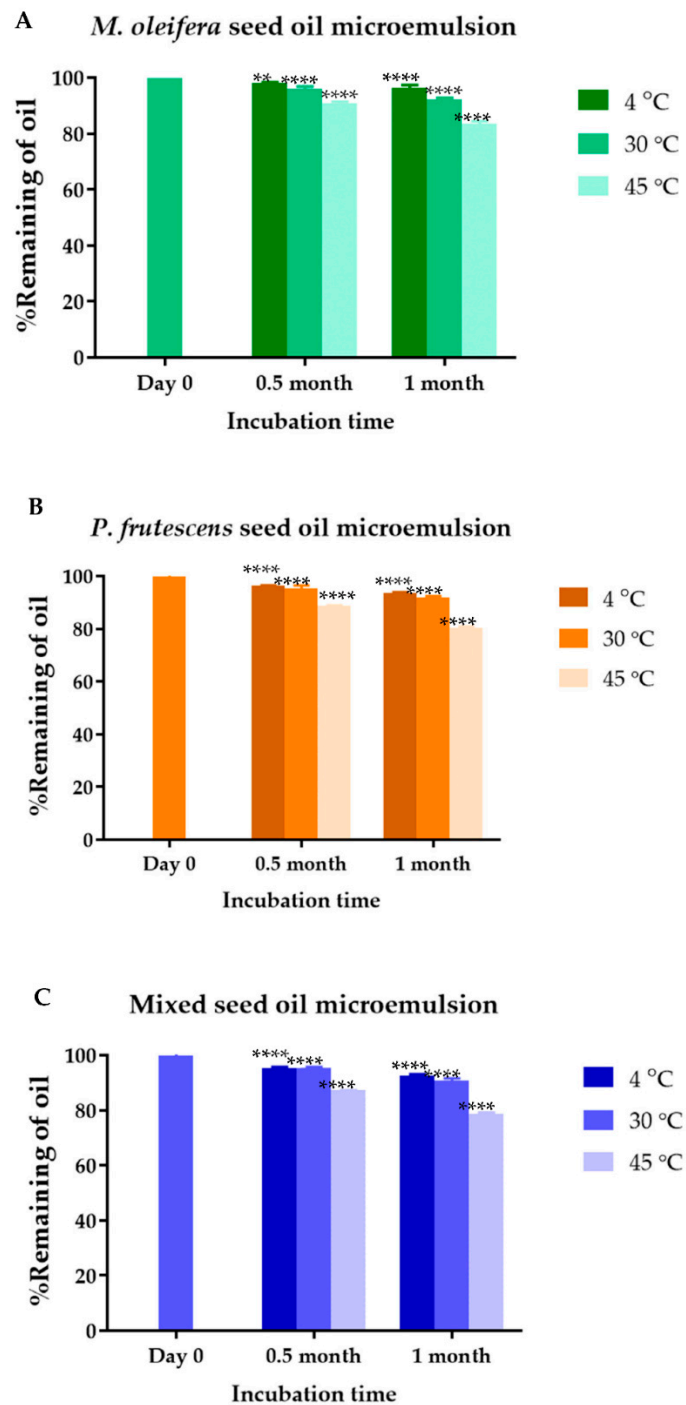 A
M. oleifera seed oil microemulsion
%Remaining of oil
100
80
60
40
20
0
** **** ****
**** **** ****
Day 0 0.5 month 1 month
Incubation time
4 °C
30 °C
45 °C
B
P. frutescens seed oil microemulsion
%Remaining of oil
100
80
60
40
20
0
**** **** ****
**** **** ****
Day 0 0.5 month 1 month
Incubation time
4 °C
30 °C
45 °C
C
Mixed seed oil microemulsion
%Remaining of oil
100
80
60
40
20
0
**** **** ****
**** **** ****
Day 0 0.5 month 1 month
Incubation time
4 °C
30 °C
45 °C